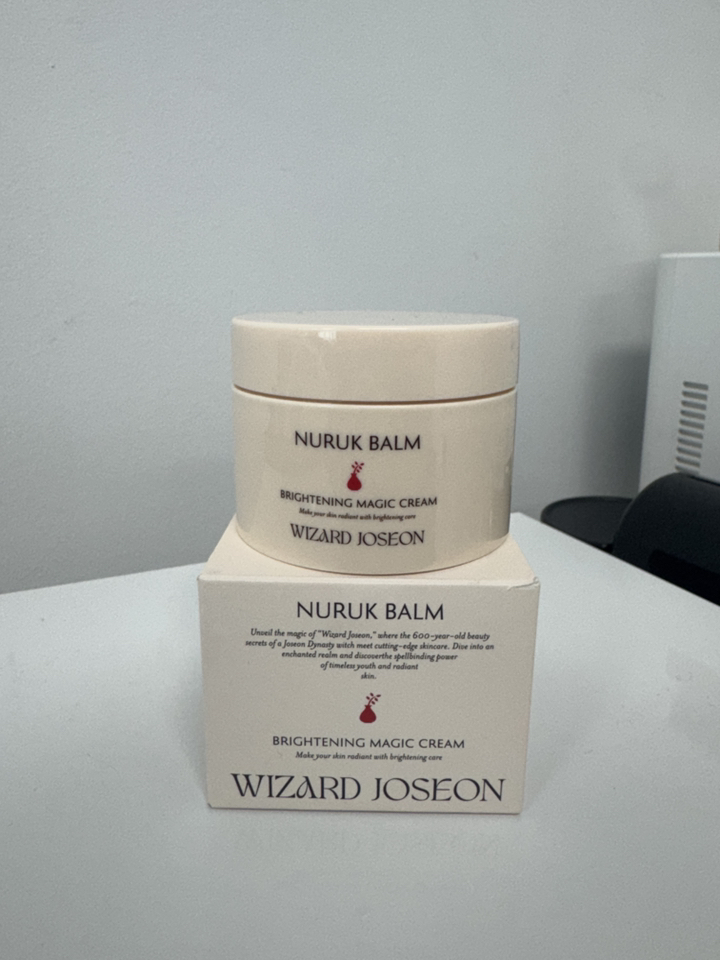 NURUK BALM
BRIGHTENING MAGIC CREAM
Make your skin radiant with brightening care
WIZARD JOSEON
NURUK BALM
Unveil the magic of "Wizard Joseon," where the 600-year-old beauty
secrets of a Joseon Dynasty witch meet cutting-edge skincare. Dive into an
enchanted realm and discoverthe spellbinding power
of timeless youth and radiant
skin.
BRIGHTENING MAGIC CREAM
Make your skin radiant with brightening care
WIZARD JOSEON